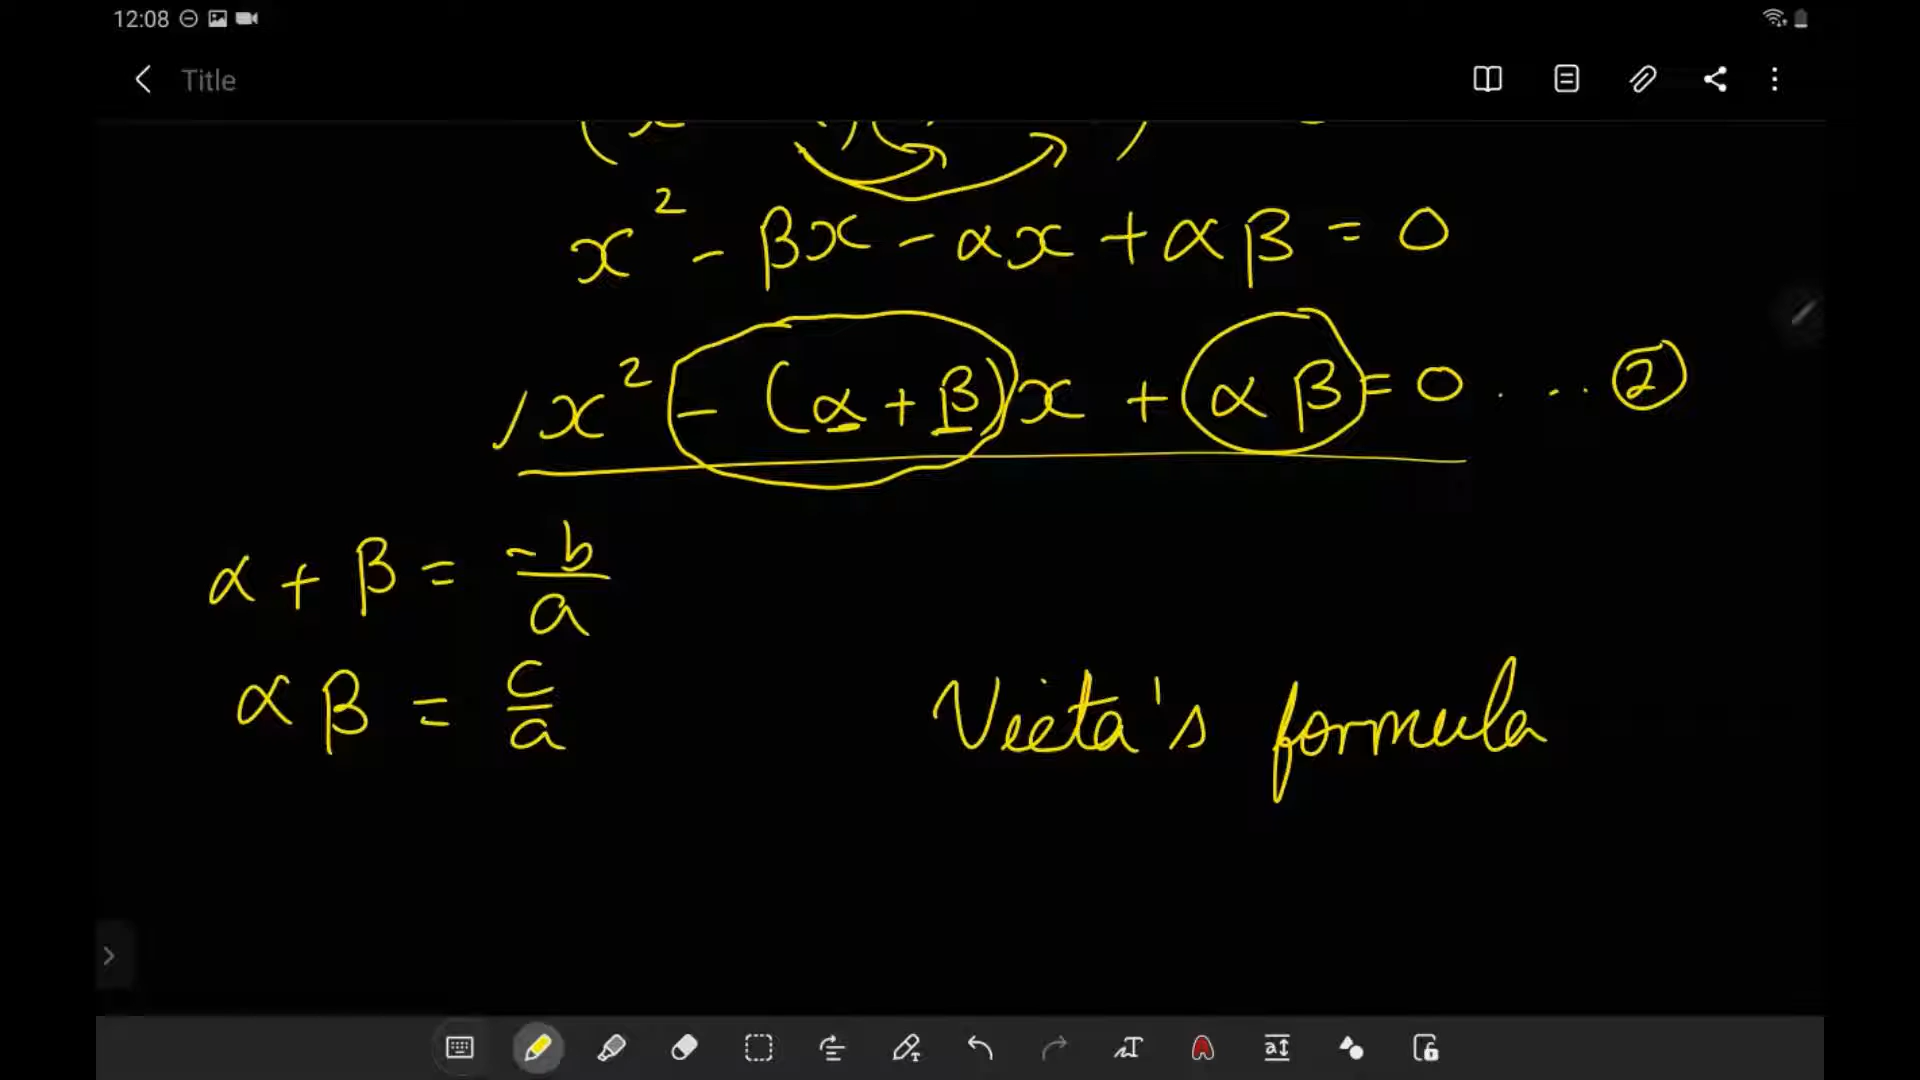 12:08
Title
x² - βx - αx + αβ = 0
1x² - (α + β)x + αβ = 0 . .. ②
α + β = -b/a
αβ = c/a
Vieta's formula